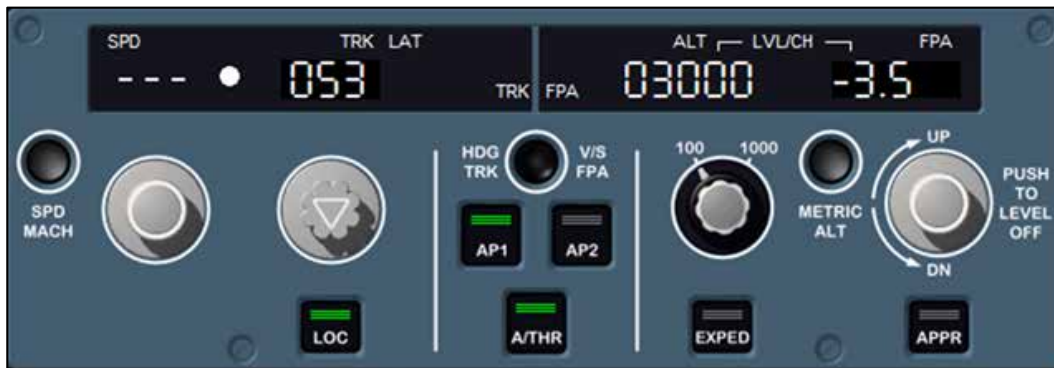 SPD TRK LAT ALT LVL/CH FPA
--- 053 03000 -3.5
TRK FPA
SPD
MACH
HDG V/S
TRK FPA
100 1000
METRIC
ALT
UP
DN
PUSH
TO
LEVEL
OFF
AP1 AP2
LOC A/THR EXPED APPR